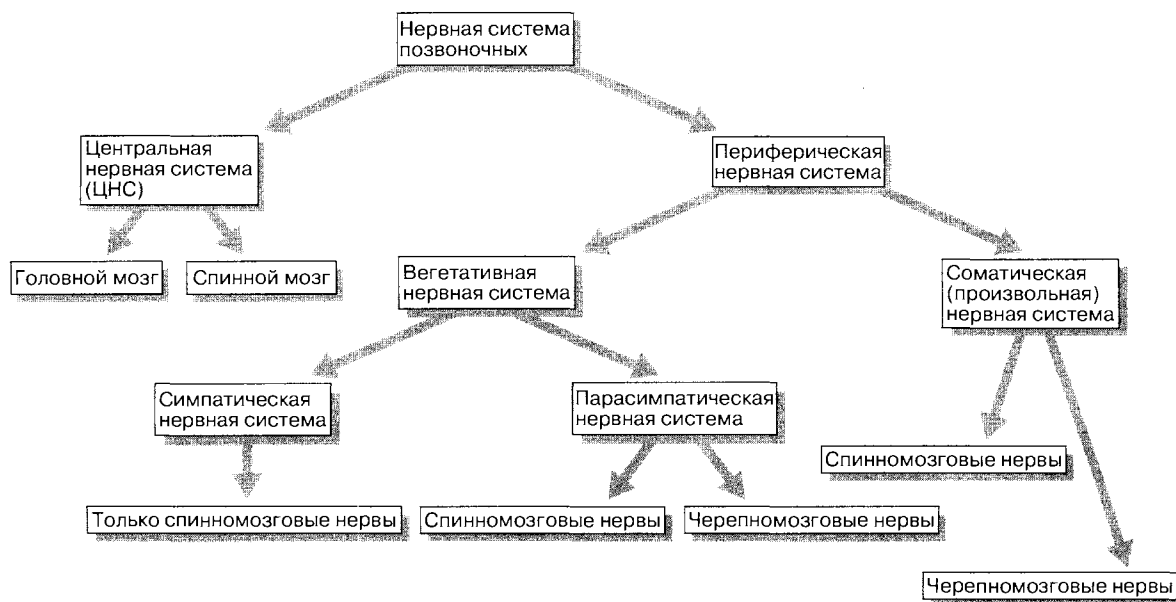 Нервная система
позвоночных
Центральная
нервная система
(ЦНС)
Периферическая
нервная система
Головной мозг
Спинной мозг
Вегетативная
нервная система
Соматическая
(произвольная)
нервная система
Симпатическая
нервная система
Парасимпатическая
нервная система
Спинномозговые нервы
Только спинномозговые нервы
Спинномозговые нервы
Черепномозговые нервы
Черепномозговые нервы